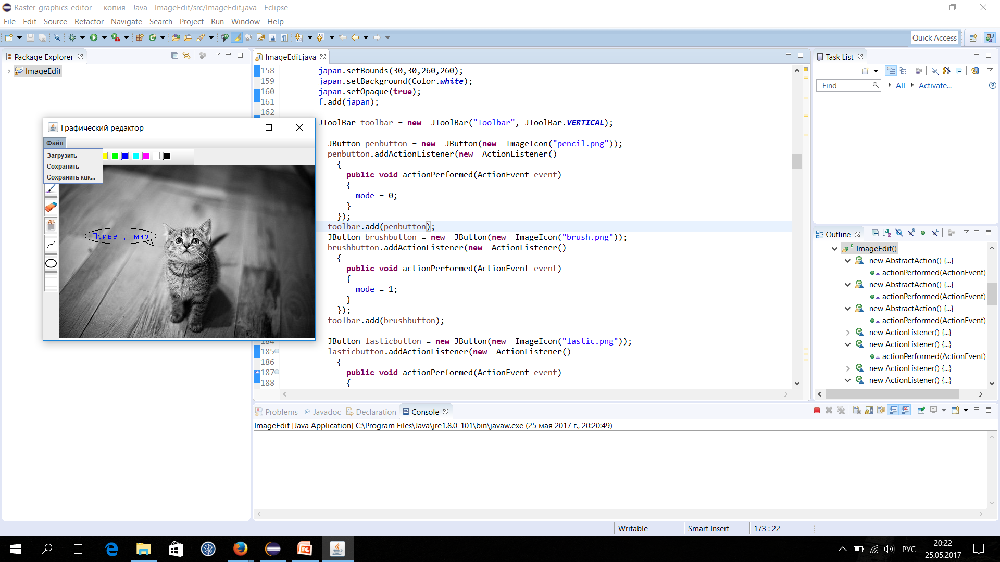 Raster_graphics_editor — копия - Java - ImageEdit/src/ImageEdit.java - Eclipse
File Edit Source Refactor Navigate Search Project Run Window Help
Quick Access
Package Explorer
ImageEdit
ImageEdit.java
158 japan.setBounds(30,30,260,260);
159 japan.setBackground(Color.white);
160 japan.setOpaque(true);
161 f.add(japan);
162
JToolBar toolbar = new  JToolBar("Toolbar", JToolBar.VERTICAL);
JButton penbutton = new  JButton(new  ImageIcon("pencil.png"));
penbutton.addActionListener(new  ActionListener()
{
public void actionPerformed(ActionEvent event)
{
mode = 0;
}
});
toolbar.add(penbutton);
JButton brushbutton = new  JButton(new  ImageIcon("brush.png"));
brushbutton.addActionListener(new  ActionListener()
{
public void actionPerformed(ActionEvent event)
{
mode = 1;
}
});
toolbar.add(brushbutton);
184
JButton lasticbutton = new JButton(new  ImageIcon("lastic.png"));
185 lasticbutton.addActionListener(new  ActionListener()
186 {
187 public void actionPerformed(ActionEvent event)
188 {
Графический редактор
Файл
Загрузить
Сохранить
Сохранить как...
Привет, мир!
Task List
Find
All
Activate...
Outline
ImageEdit()
new AbstractAction() {...}
actionPerformed(ActionEvent)
new AbstractAction() {...}
actionPerformed(ActionEvent)
new AbstractAction() {...}
actionPerformed(ActionEvent)
new ActionListener() {...}
new ActionListener() {...}
actionPerformed(ActionEvent)
new ActionListener() {...}
new ActionListener() {...}
Problems @ Javadoc Declaration Console
ImageEdit [Java Application] C:\Program Files\Java\jre1.8.0_101\bin\javaw.exe (25 мая 2017 г., 20:20:49)
Writable Smart Insert 173 : 22
РУС
20:22
25.05.2017